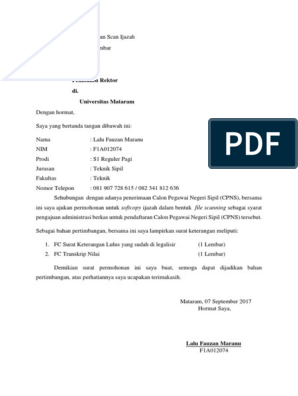 an Scan Ijazah
bar
Rektor
di.
Universitas Mataram
Dengan hormat,
Saya yang bertanda tangan dibawah ini:
Nama : Lalu Fauzan Maranu
NIM : F1A012074
Prodi : S1 Reguler Pagi
Jurusan : Teknik Sipil
Fakultas : Teknik
Nomor Telepon : 081 907 728 615 / 082 341 812 636
Sehubungan dengan adanya penerimaan Calon Pegawai Negeri Sipil (CPNS), bersama
ini saya ajukan permohonan untuk softcopy ijazah dalam bentuk file scanning sebagai syarat
pengajuan administrasi berkas untuk pendaftaran Calon Pegawai Negeri Sipil (CPNS) tersebut.
Sebagai bahan pertimbangan, bersama ini saya lampirkan surat keterangan meliputi:
1. FC Surat Keterangan Lulus yang sudah di legalisir (1 Lembar)
2. FC Transkrip Nilai (1 Lembar)
Demikian surat permohonan ini saya buat, semoga dapat dijadikan bahan
pertimbangan, atas perhatiannya saya ucapakan terimakasih.
Mataram, 07 September 2017
Hormat Saya,
Lalu Fauzan Maranu
F1A012074
PDF